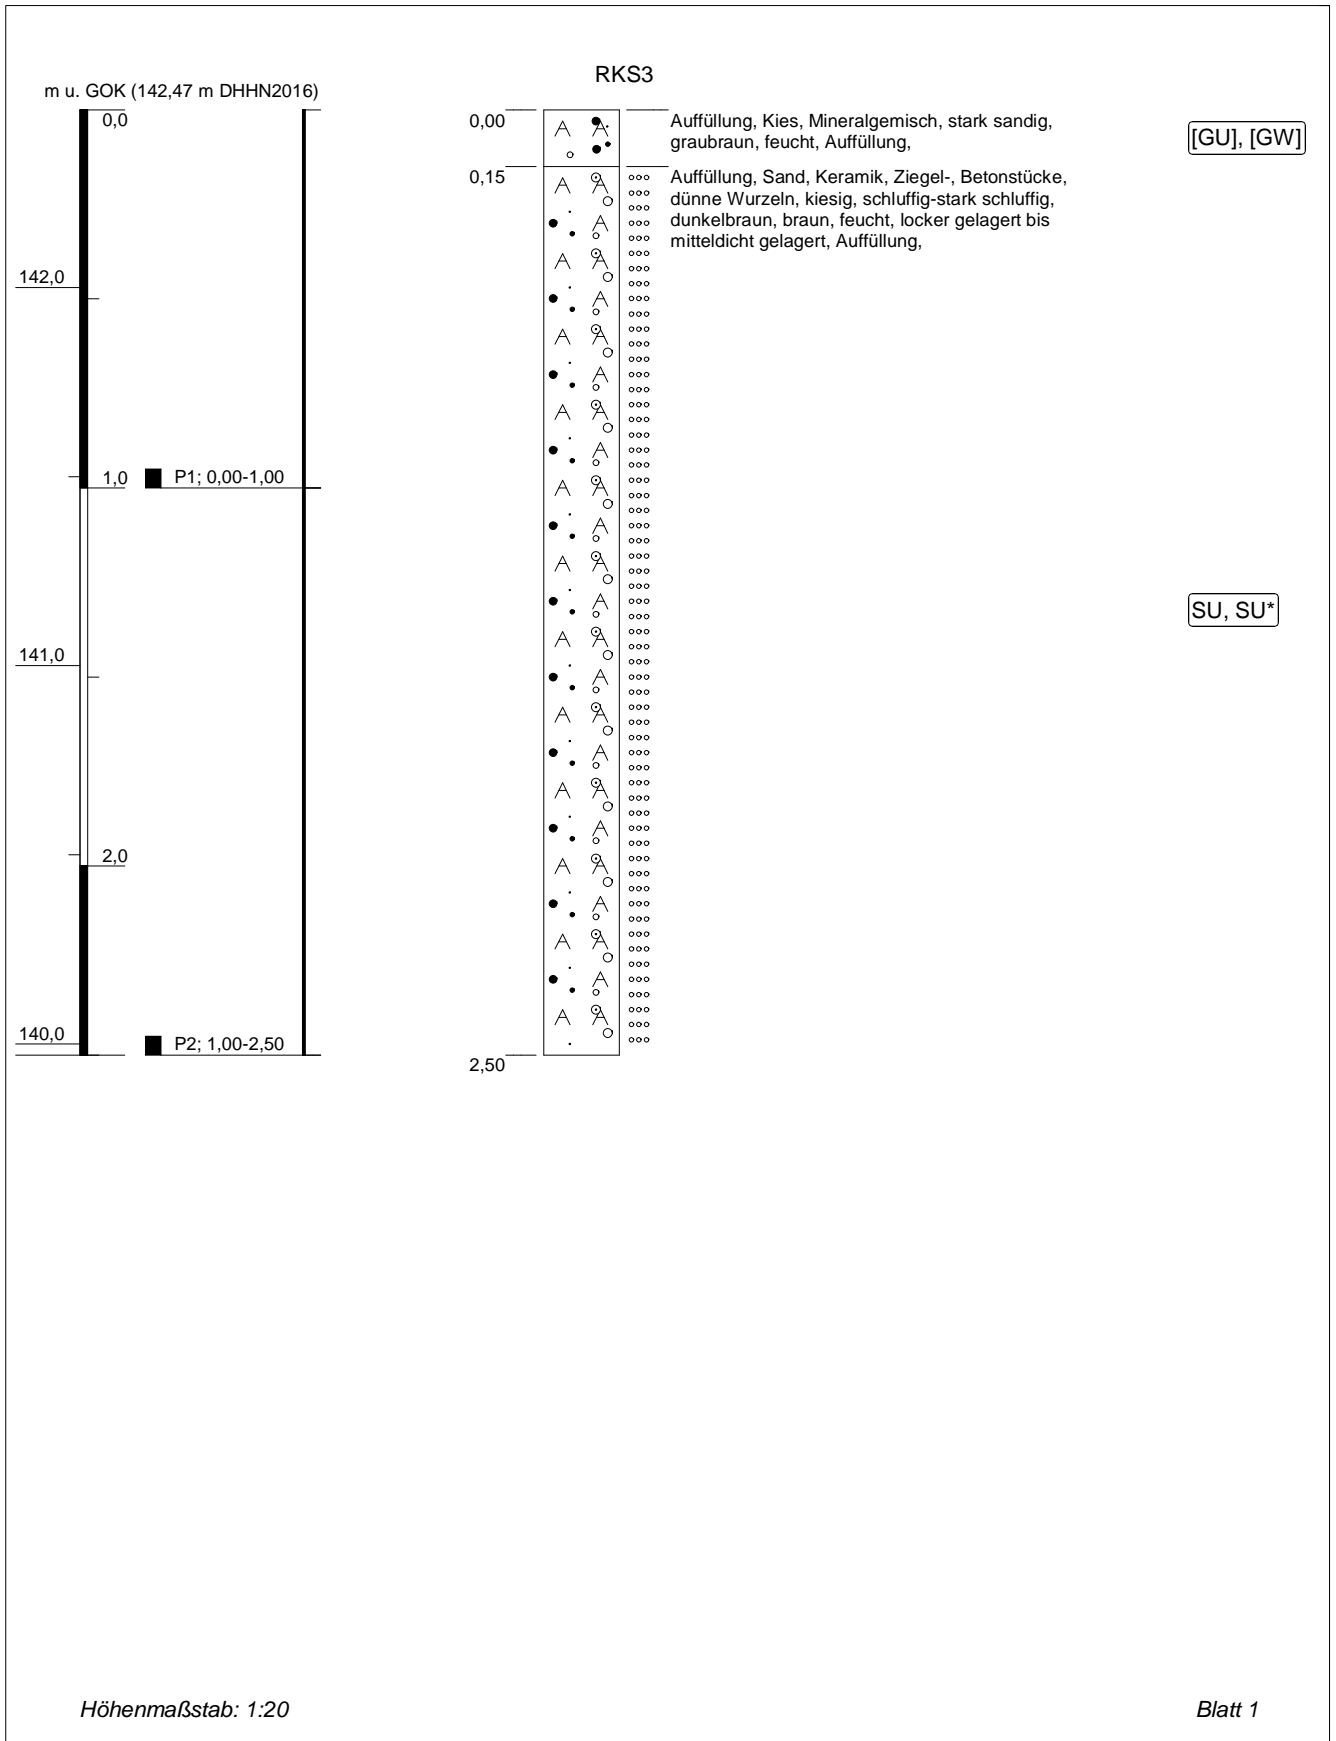 RKS3
m u. GOK (142,47 m DHHN2016)
0,0
0,00
Auffüllung, Kies, Mineralgemisch, stark sandig,
graubraun, feucht, Auffüllung,
[GU], [GW]
0,15
Auffüllung, Sand, Keramik, Ziegel-, Betonstücke,
dünne Wurzeln, kiesig, schluffig-stark schluffig,
dunkelbraun, braun, feucht, locker gelagert bis
mitteldicht gelagert, Auffüllung,
142,0
1,0
P1; 0,00-1,00
SU, SU*
141,0
2,0
140,0
P2; 1,00-2,50
2,50
Höhenmaßstab: 1:20
Blatt 1